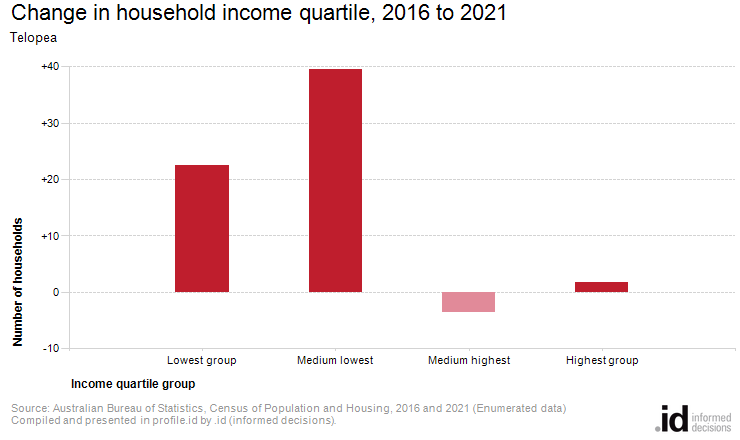 Change in household income quartile, 2016 to 2021
Telopea
+40
+30
+20
+10
0
-10
Number of households
Lowest group
Medium lowest
Medium highest
Highest group
Income quartile group
Source: Australian Bureau of Statistics, Census of Population and Housing, 2016 and 2021 (Enumerated data)
Compiled and presented in profile.id by .id (informed decisions).
.id informed
decisions